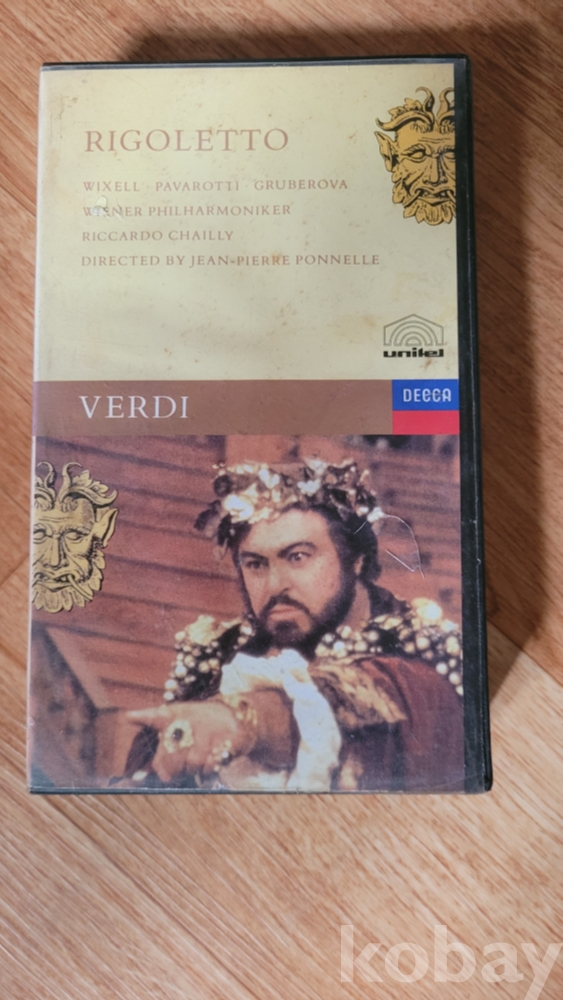 RIGOLETTO
WIXELL · PAVAROTTI · GRUBEROVA
WIENER PHILHARMONIKER
RICCARDO CHAILLY
DIRECTED BY JEAN-PIERRE PONNELLE
unitel
DECCA
VERDI
kobay